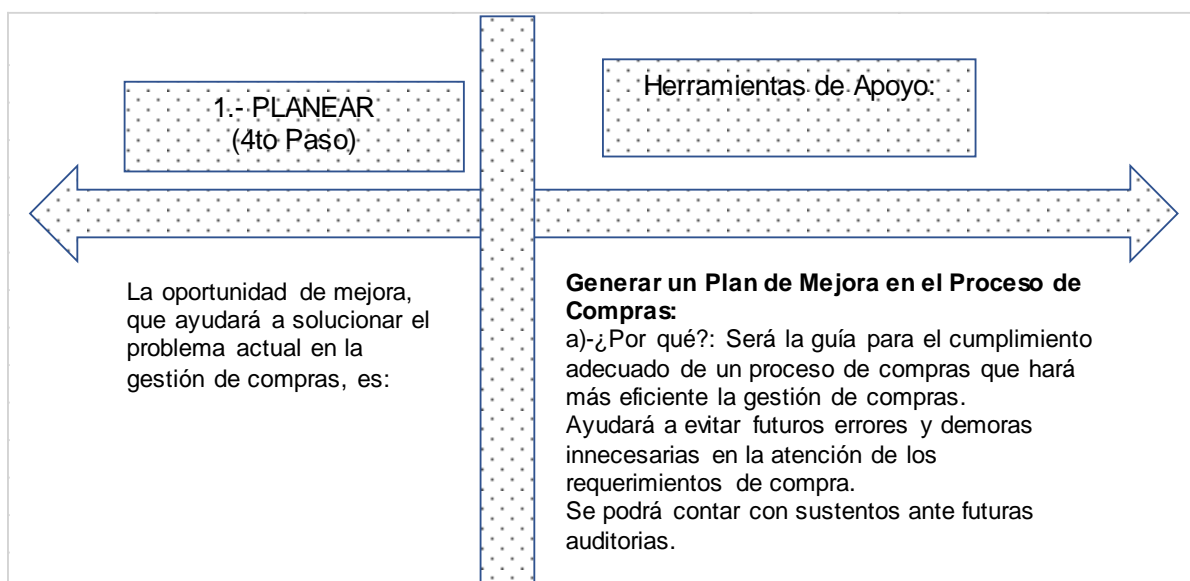 1.- PLANEAR
(4to Paso)
Herramientas de Apoyo:
La oportunidad de mejora,
que ayudará a solucionar el
problema actual en la
gestión de compras, es:
Generar un Plan de Mejora en el Proceso de
Compras:
a)-¿Por qué?: Será la guía para el cumplimiento
adecuado de un proceso de compras que hará
más eficiente la gestión de compras.
Ayudará a evitar futuros errores y demoras
innecesarias en la atención de los
requerimientos de compra.
Se podrá contar con sustentos ante futuras
auditorias.